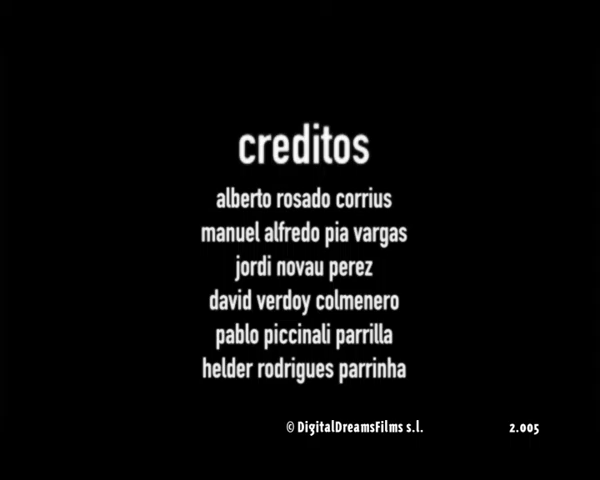 creditos
alberto rosado corrius
manuel alfredo pia vargas
jordi novau perez
david verdoy colmenero
pablo piccinali parrilla
helder rodrigues parrinha
© DigitalDreamsFilms s.l. 2.005